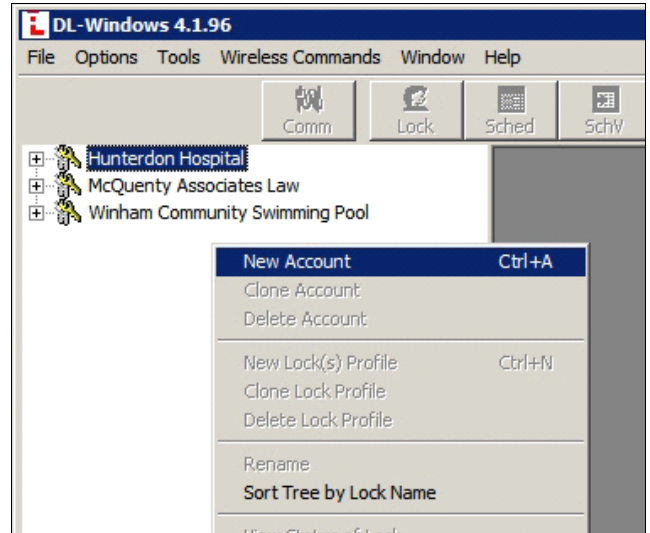 DL-Windows 4.1.96
File Options Tools Wireless Commands Window Help
Comm Lock Sched SchV
Hunterdon Hospital
McQuenty Associates Law
Winham Community Swimming Pool
New Account Ctrl+A
Clone Account
Delete Account
New Lock(s) Profile Ctrl+N
Clone Lock Profile
Delete Lock Profile
Rename
Sort Tree by Lock Name